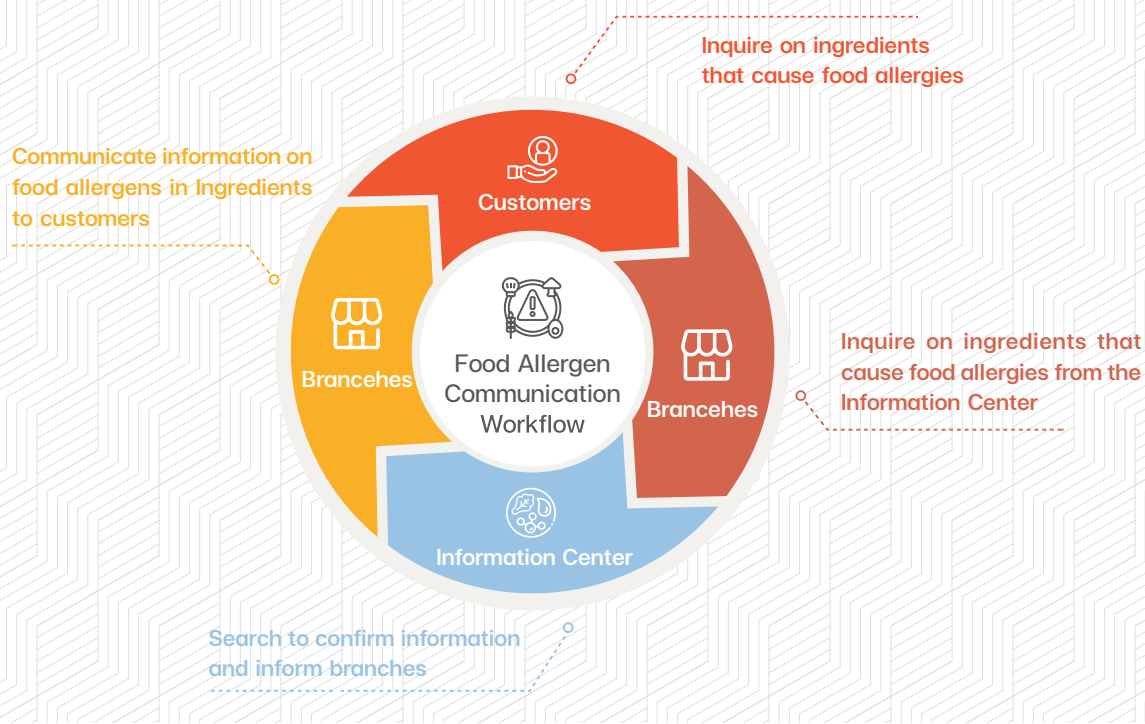 Inquire on ingredients
that cause food allergies
Communicate information on
food allergens in Ingredients
to customers
Customers
Brancehes
Food Allergen
Communication
Workflow
Brancehes
Inquire on ingredients that
cause food allergies from the
Information Center
Information Center
Search to confirm information
and inform branches